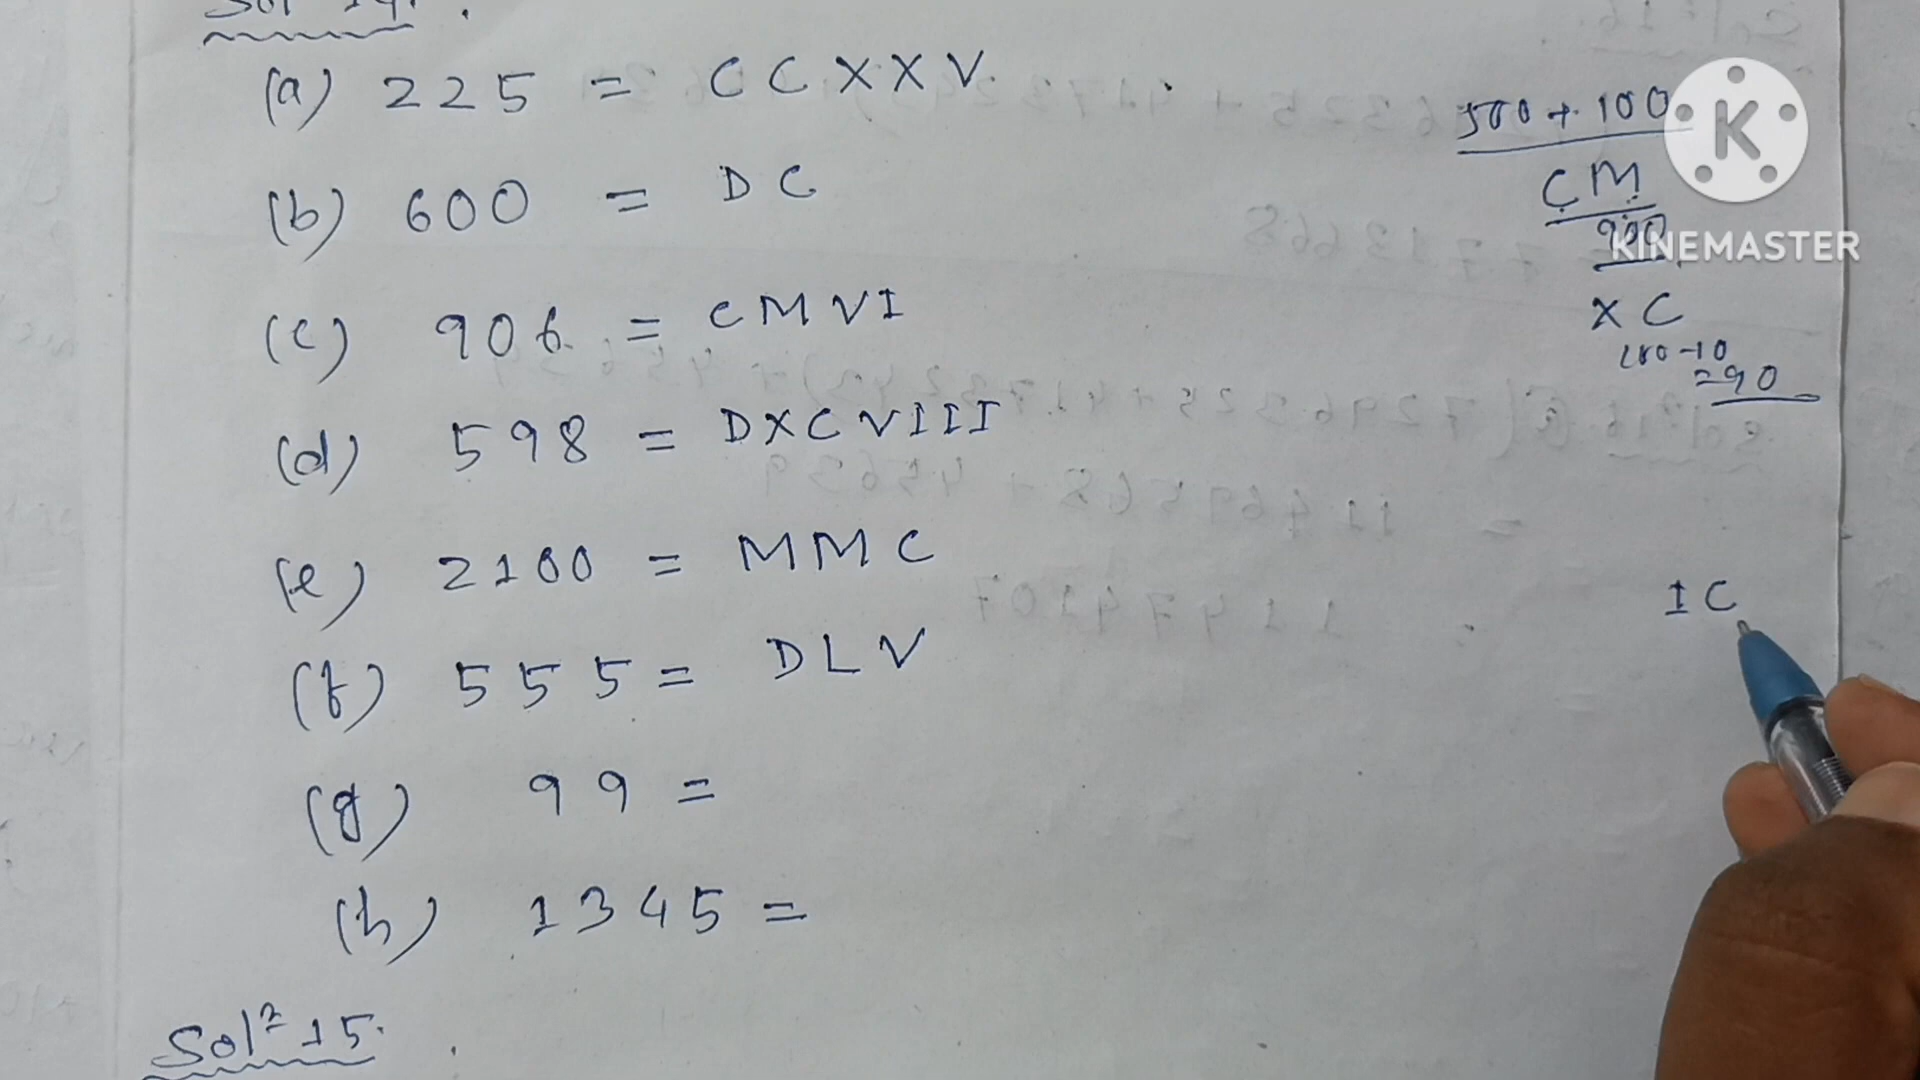 Sol 14.
(a) 225 = CCXXV
(b) 600 = DC
(c) 906 = CMVI
(d) 598 = DXCVIII
(e) 2100 = MMC
(f) 555 = DLV
(g) 99 =
(h) 1345 =
Solⁿ 15.
500 + 100
CM
900
XC
100-10
=90
IC
K
KINEMASTER